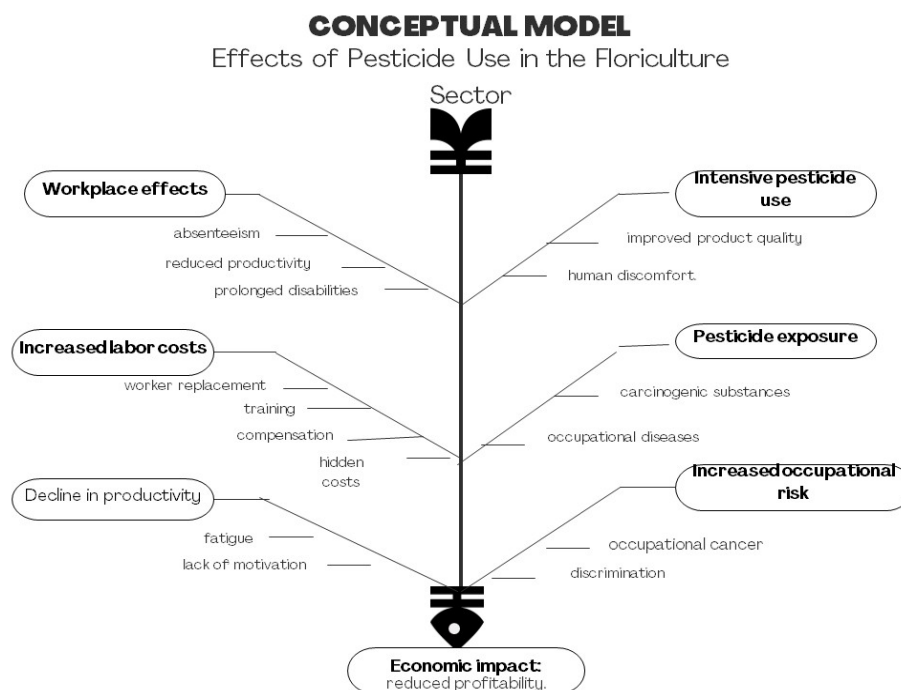 CONCEPTUAL MODEL
Effects of Pesticide Use in the Floriculture
Sector
Workplace effects
absenteeism
reduced productivity
prolonged disabilities
Intensive pesticide
use
improved product quality
human discomfort.
Increased labor costs
worker replacement
training
compensation
hidden
costs
Pesticide exposure
carcinogenic substances
occupational diseases
Decline in productivity
fatigue
lack of motivation
Increased occupational
risk
occupational cancer
discrimination
Economic impact:
reduced profitability.